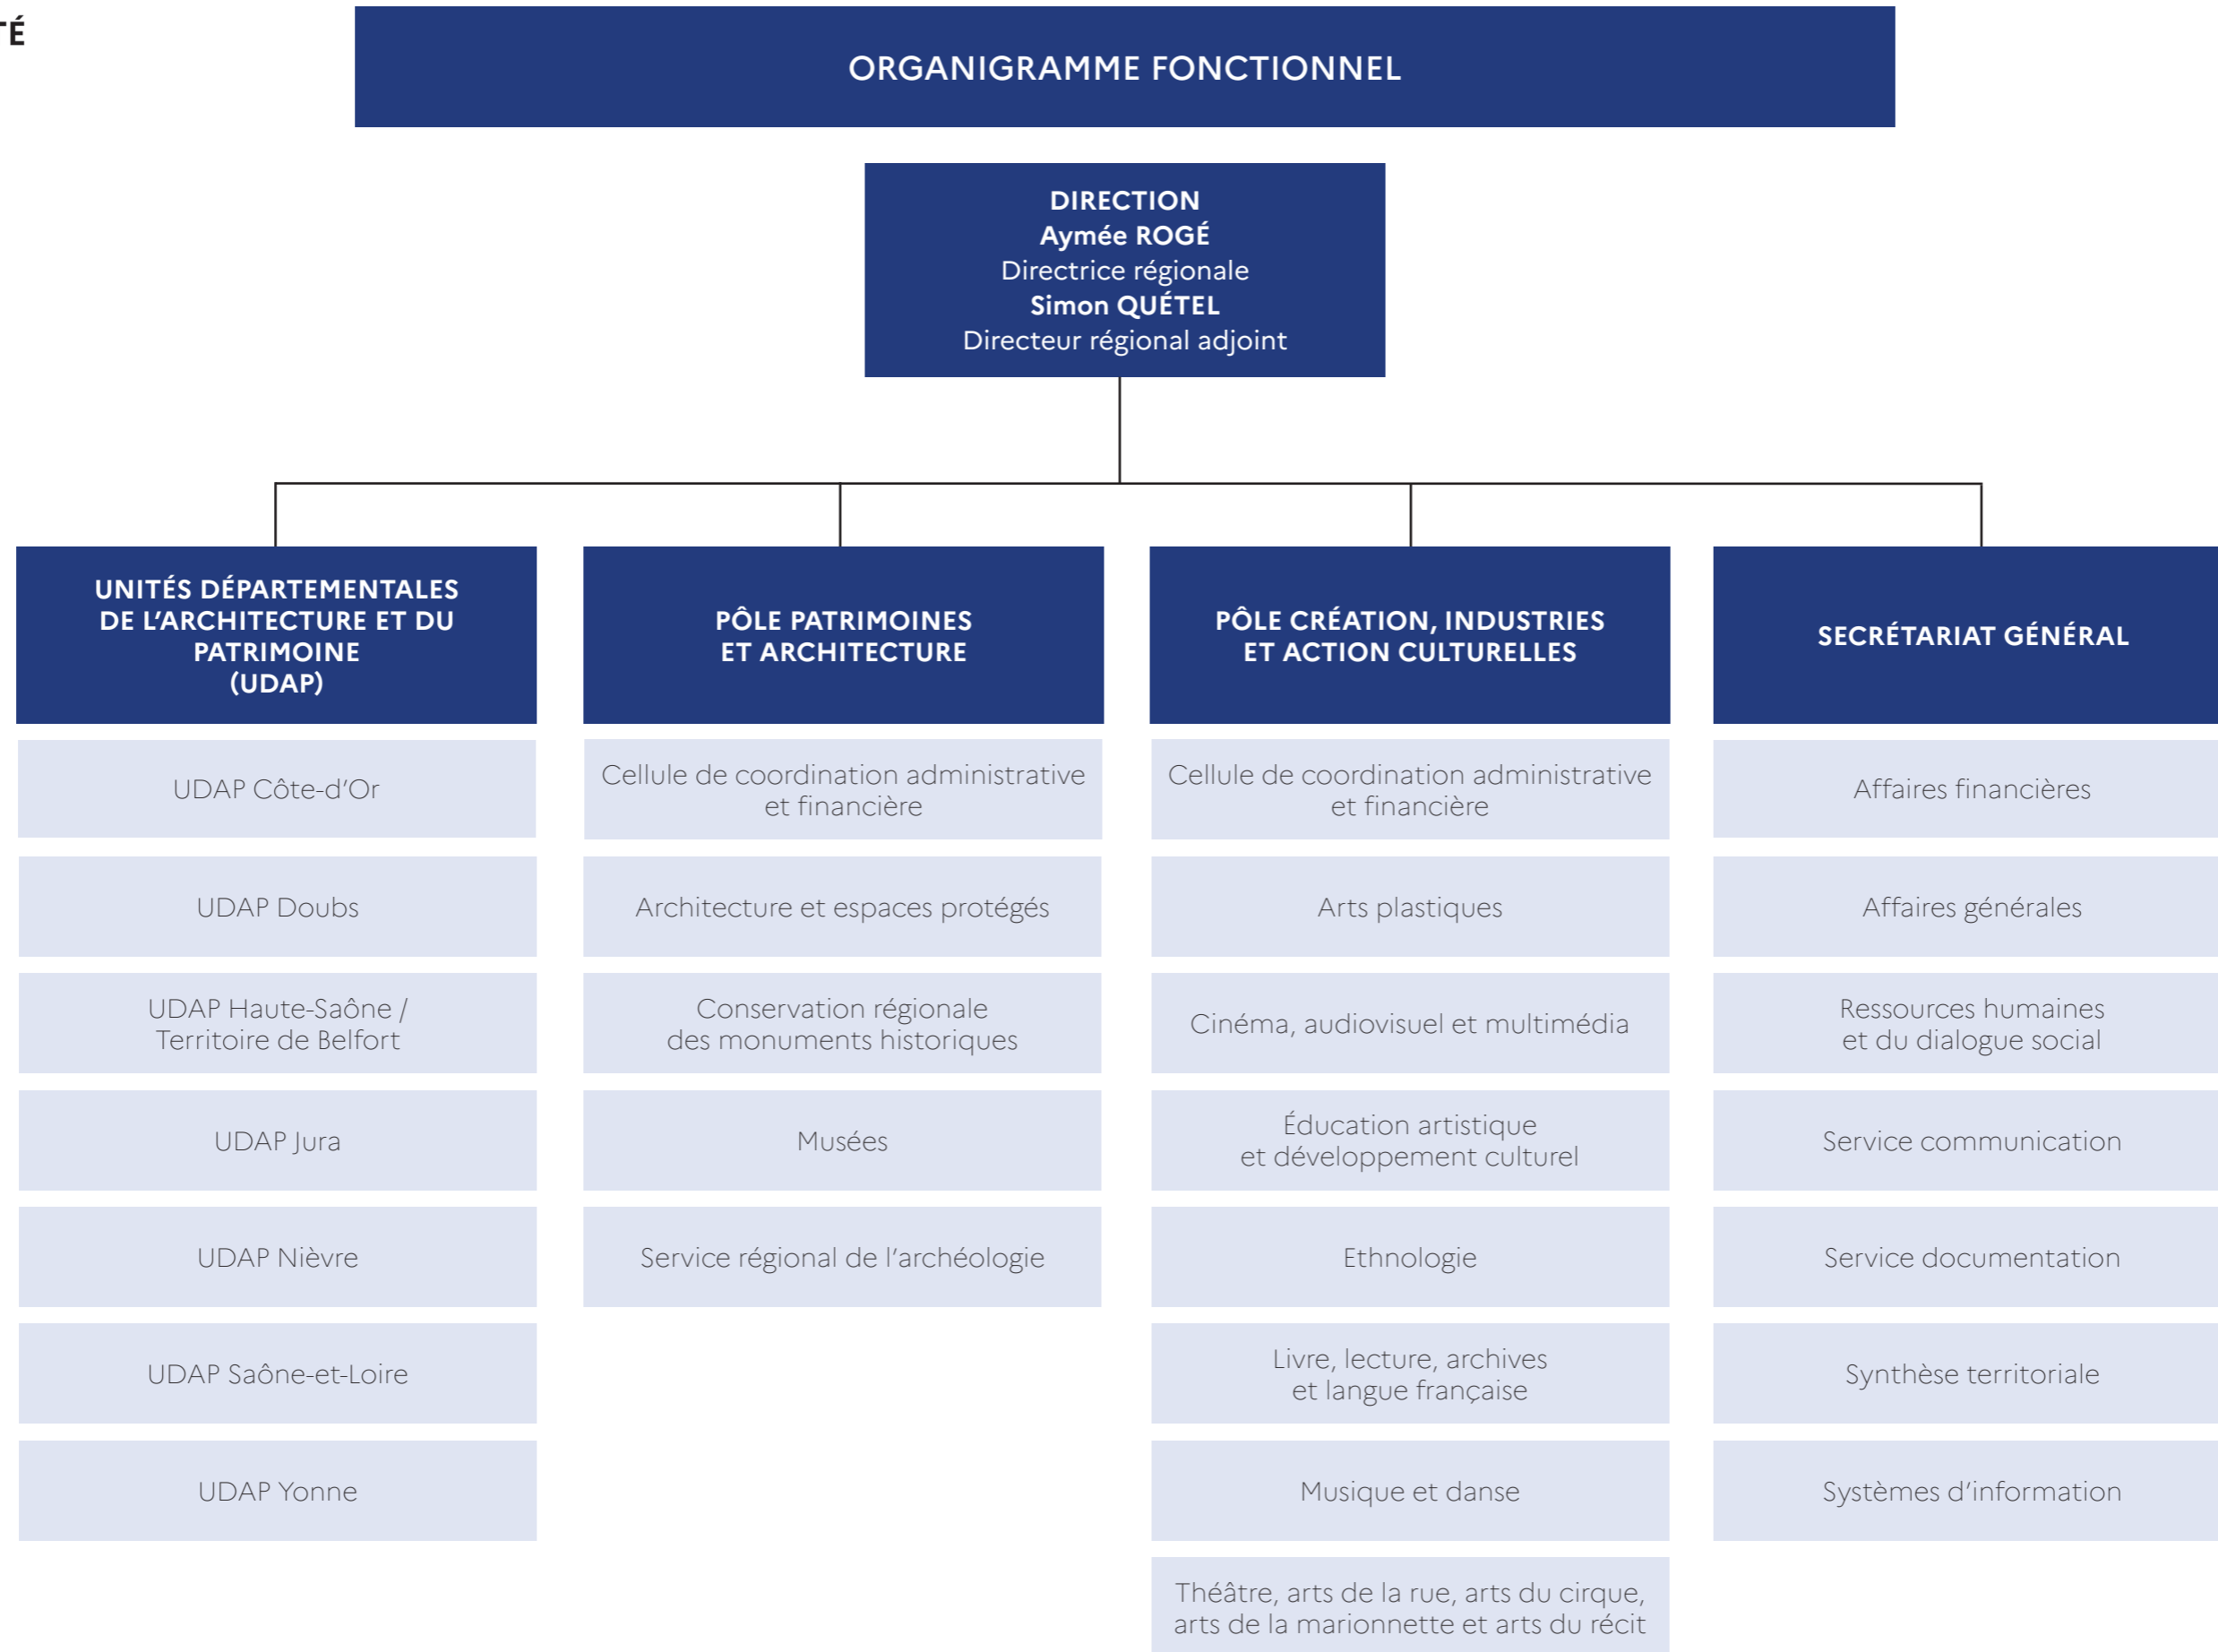 TÉ
ORGANIGRAMME FONCTIONNEL
DIRECTION
Aymée ROGÉ
Directrice régionale
Simon QUÉTEL
Directeur régional adjoint
UNITÉS DÉPARTEMENTALES
DE L’ARCHITECTURE ET DU
PATRIMOINE
(UDAP)
UDAP Côte-d’Or
UDAP Doubs
UDAP Haute-Saône /
Territoire de Belfort
UDAP Jura
UDAP Nièvre
UDAP Saône-et-Loire
UDAP Yonne
PÔLE PATRIMOINES
ET ARCHITECTURE
Cellule de coordination administrative
et financière
Architecture et espaces protégés
Conservation régionale
des monuments historiques
Musées
Service régional de l’archéologie
PÔLE CRÉATION, INDUSTRIES
ET ACTION CULTURELLES
Cellule de coordination administrative
et financière
Arts plastiques
Cinéma, audiovisuel et multimédia
Éducation artistique
et développement culturel
Ethnologie
Livre, lecture, archives
et langue française
Musique et danse
Théâtre, arts de la rue, arts du cirque,
arts de la marionnette et arts du récit
SECRÉTARIAT GÉNÉRAL
Affaires financières
Affaires générales
Ressources humaines
et du dialogue social
Service communication
Service documentation
Synthèse territoriale
Systèmes d’information